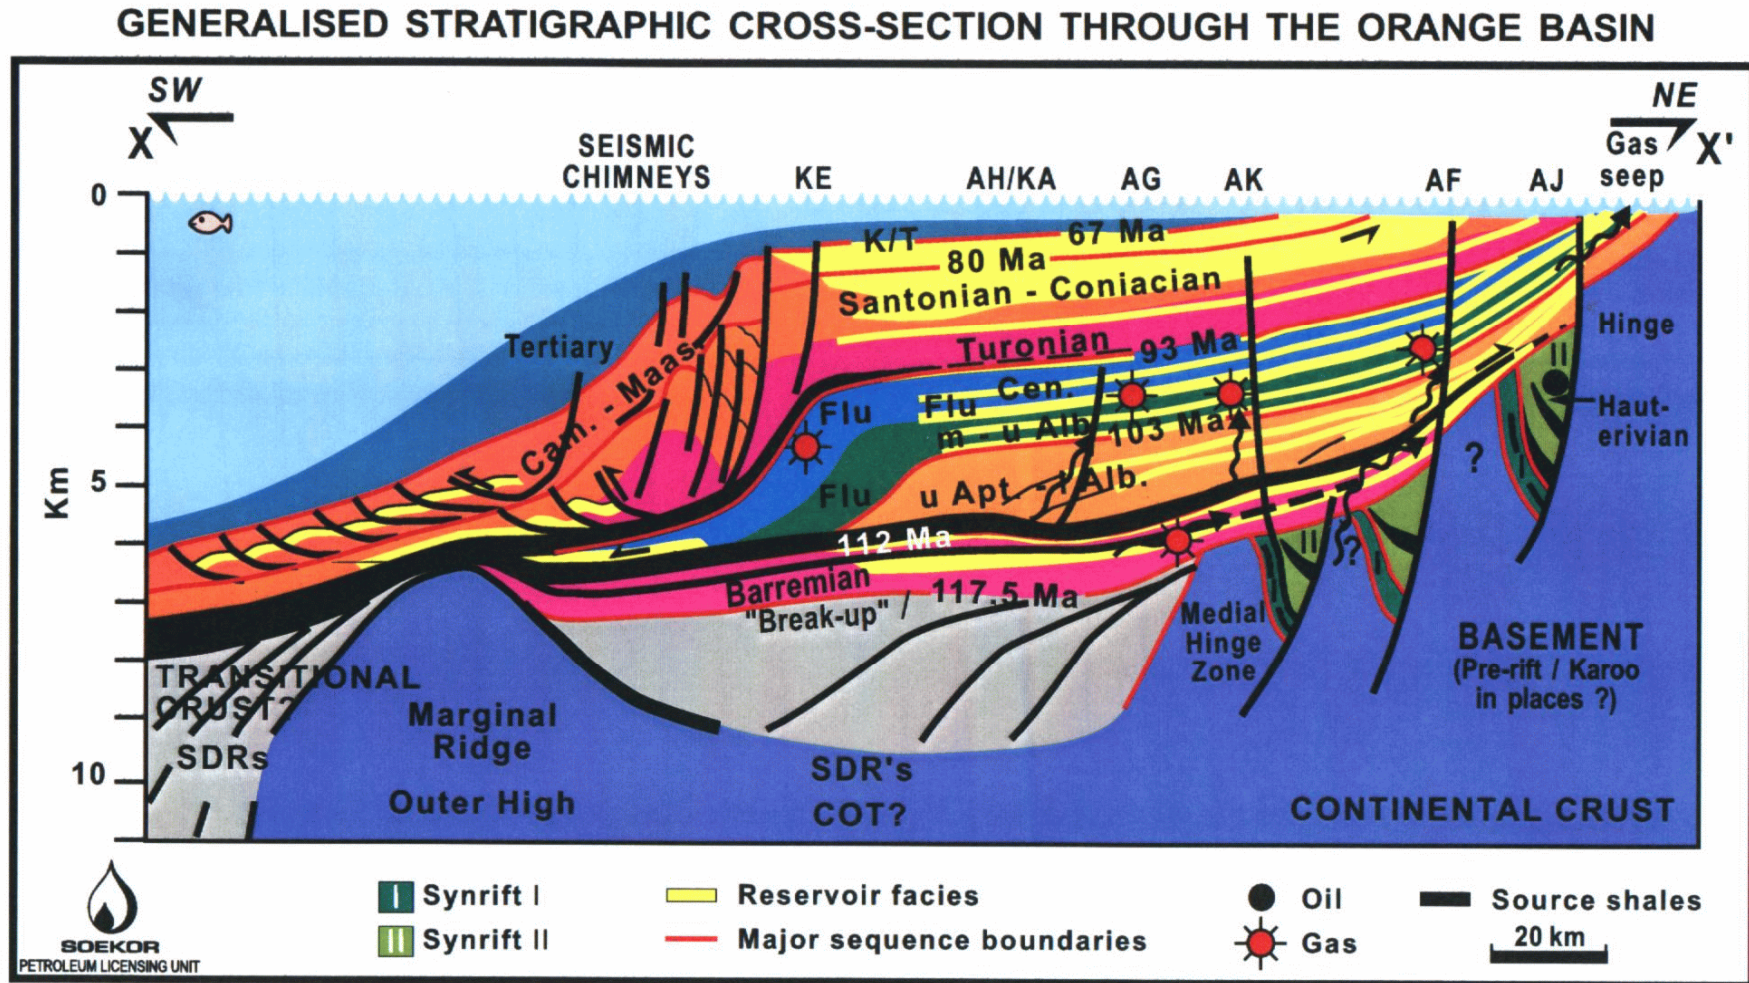 GENERALISED STRATIGRAPHIC CROSS-SECTION THROUGH THE ORANGE BASIN
SW
NE
X
X'
SEISMIC
CHIMNEYS
KE
AH/KA
AG
AK
AF
AJ
Gas
seep
0
5
10
Km
K/T
67 Ma
80 Ma
Santonian - Coniacian
Tertiary
Cam. - Maas.
Turonian
93 Ma
Flu
Flu
Cen.
m - u Alb.
103 Ma
Flu
u Apt. - l Alb.
112 Ma
Barremian
"Break-up" / 117.5 Ma
Hinge
II
Haut-
erivian
I
?
II
I
?
I
Medial
Hinge
Zone
BASEMENT
(Pre-rift / Karoo
in places ?)
TRANSITIONAL
CRUST?
SDRs
Marginal
Ridge
Outer High
SDR's
COT?
CONTINENTAL CRUST
SOEKOR
PETROLEUM LICENSING UNIT
I Synrift I
II Synrift II
Reservoir facies
Major sequence boundaries
Oil
Gas
Source shales
20 km